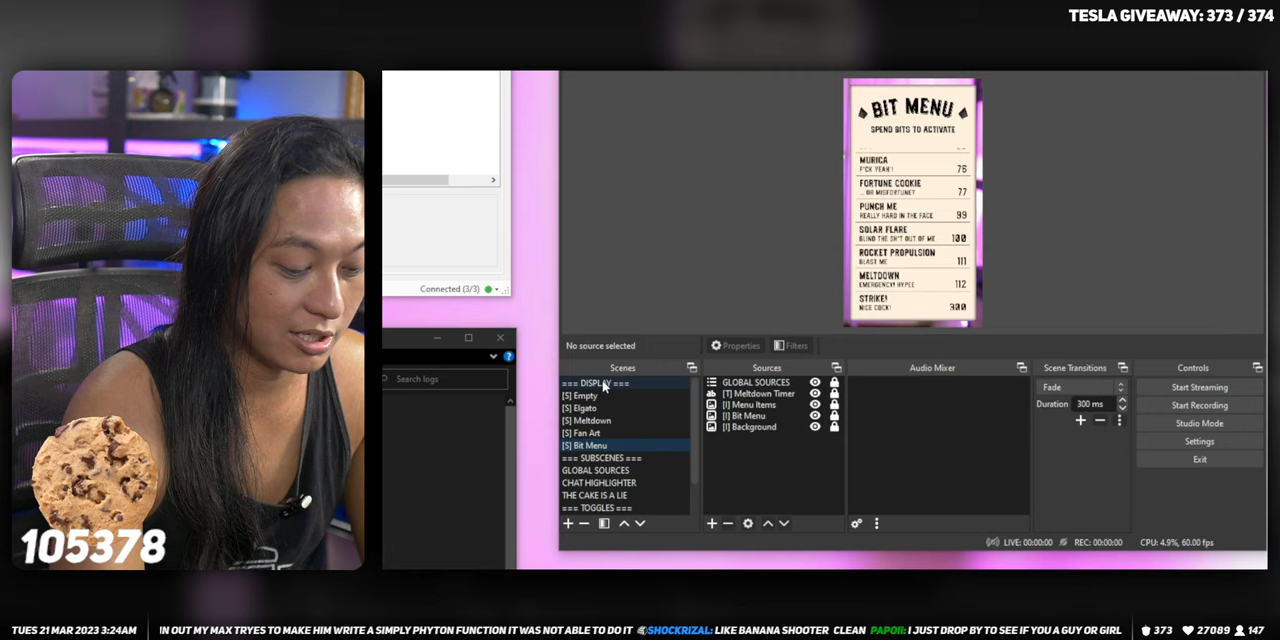 TESLA GIVEAWAY: 373 / 374
BIT MENU
SPEND BITS TO ACTIVATE
MURICA
F*CK YEAH!
75
FORTUNE COOKIE
... OR MISFORTUNE?
77
PUNCH ME
REALLY HARD IN THE FACE
99
SOLAR FLARE
BLIND THE SH*T OUT OF ME
100
ROCKET PROPULSION
BLAST ME
111
MELTDOWN
EMERGENCY! HYPEE
112
STRIKE!
NICE COCK!
300
Connected (3/3)
Search logs
No source selected
Properties
Filters
Scenes
=== DISPLAY ===
[S] Empty
[S] Elgato
[S] Meltdown
[S] Fan Art
[S] Bit Menu
=== SUBSCENES ===
GLOBAL SOURCES
CHAT HIGHLIGHTER
THE CAKE IS A LIE
=== TOGGLES ===
Sources
GLOBAL SOURCES
[T] Meltdown Timer
[I] Menu Items
[I] Bit Menu
[I] Background
Audio Mixer
Scene Transitions
Fade
Duration 300 ms
Controls
Start Streaming
Start Recording
Studio Mode
Settings
Exit
LIVE: 00:00:00
REC: 00:00:00
CPU: 4.9%, 60.00 fps
105378
TUES 21 MAR 2023 3:24AM
IN OUT MY MAX TRYES TO MAKE HIM WRITE A SIMPLY PHYTON FUNCTION IT WAS NOT ABLE TO DO IT @SHOCKRIZAL: LIKE BANANA SHOOTER CLEAN PAPOII: I JUST DROP BY TO SEE IF YOU A GUY OR GIRL
373
27089
147